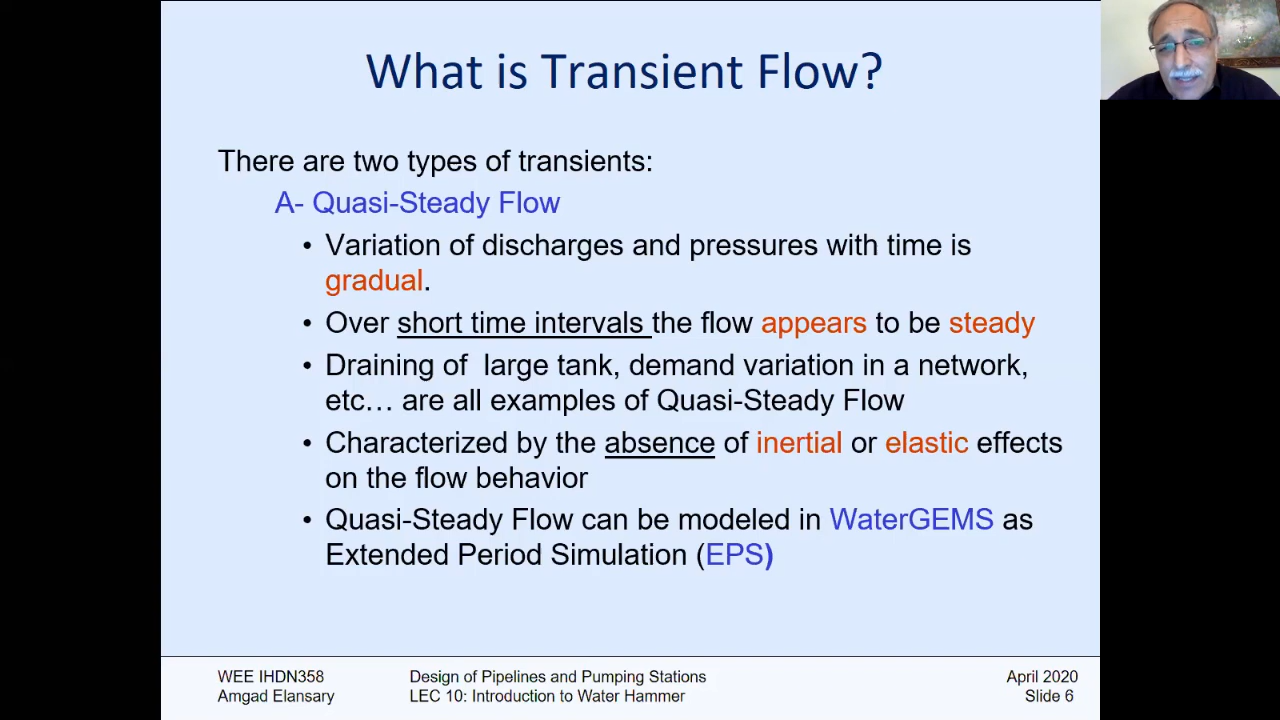 What is Transient Flow?
There are two types of transients:
A- Quasi-Steady Flow
• Variation of discharges and pressures with time is
gradual.
• Over short time intervals the flow appears to be steady
• Draining of large tank, demand variation in a network,
etc… are all examples of Quasi-Steady Flow
• Characterized by the absence of inertial or elastic effects
on the flow behavior
• Quasi-Steady Flow can be modeled in WaterGEMS as
Extended Period Simulation (EPS)
WEE IHDN358
Amgad Elansary
Design of Pipelines and Pumping Stations
LEC 10: Introduction to Water Hammer
April 2020
Slide 6